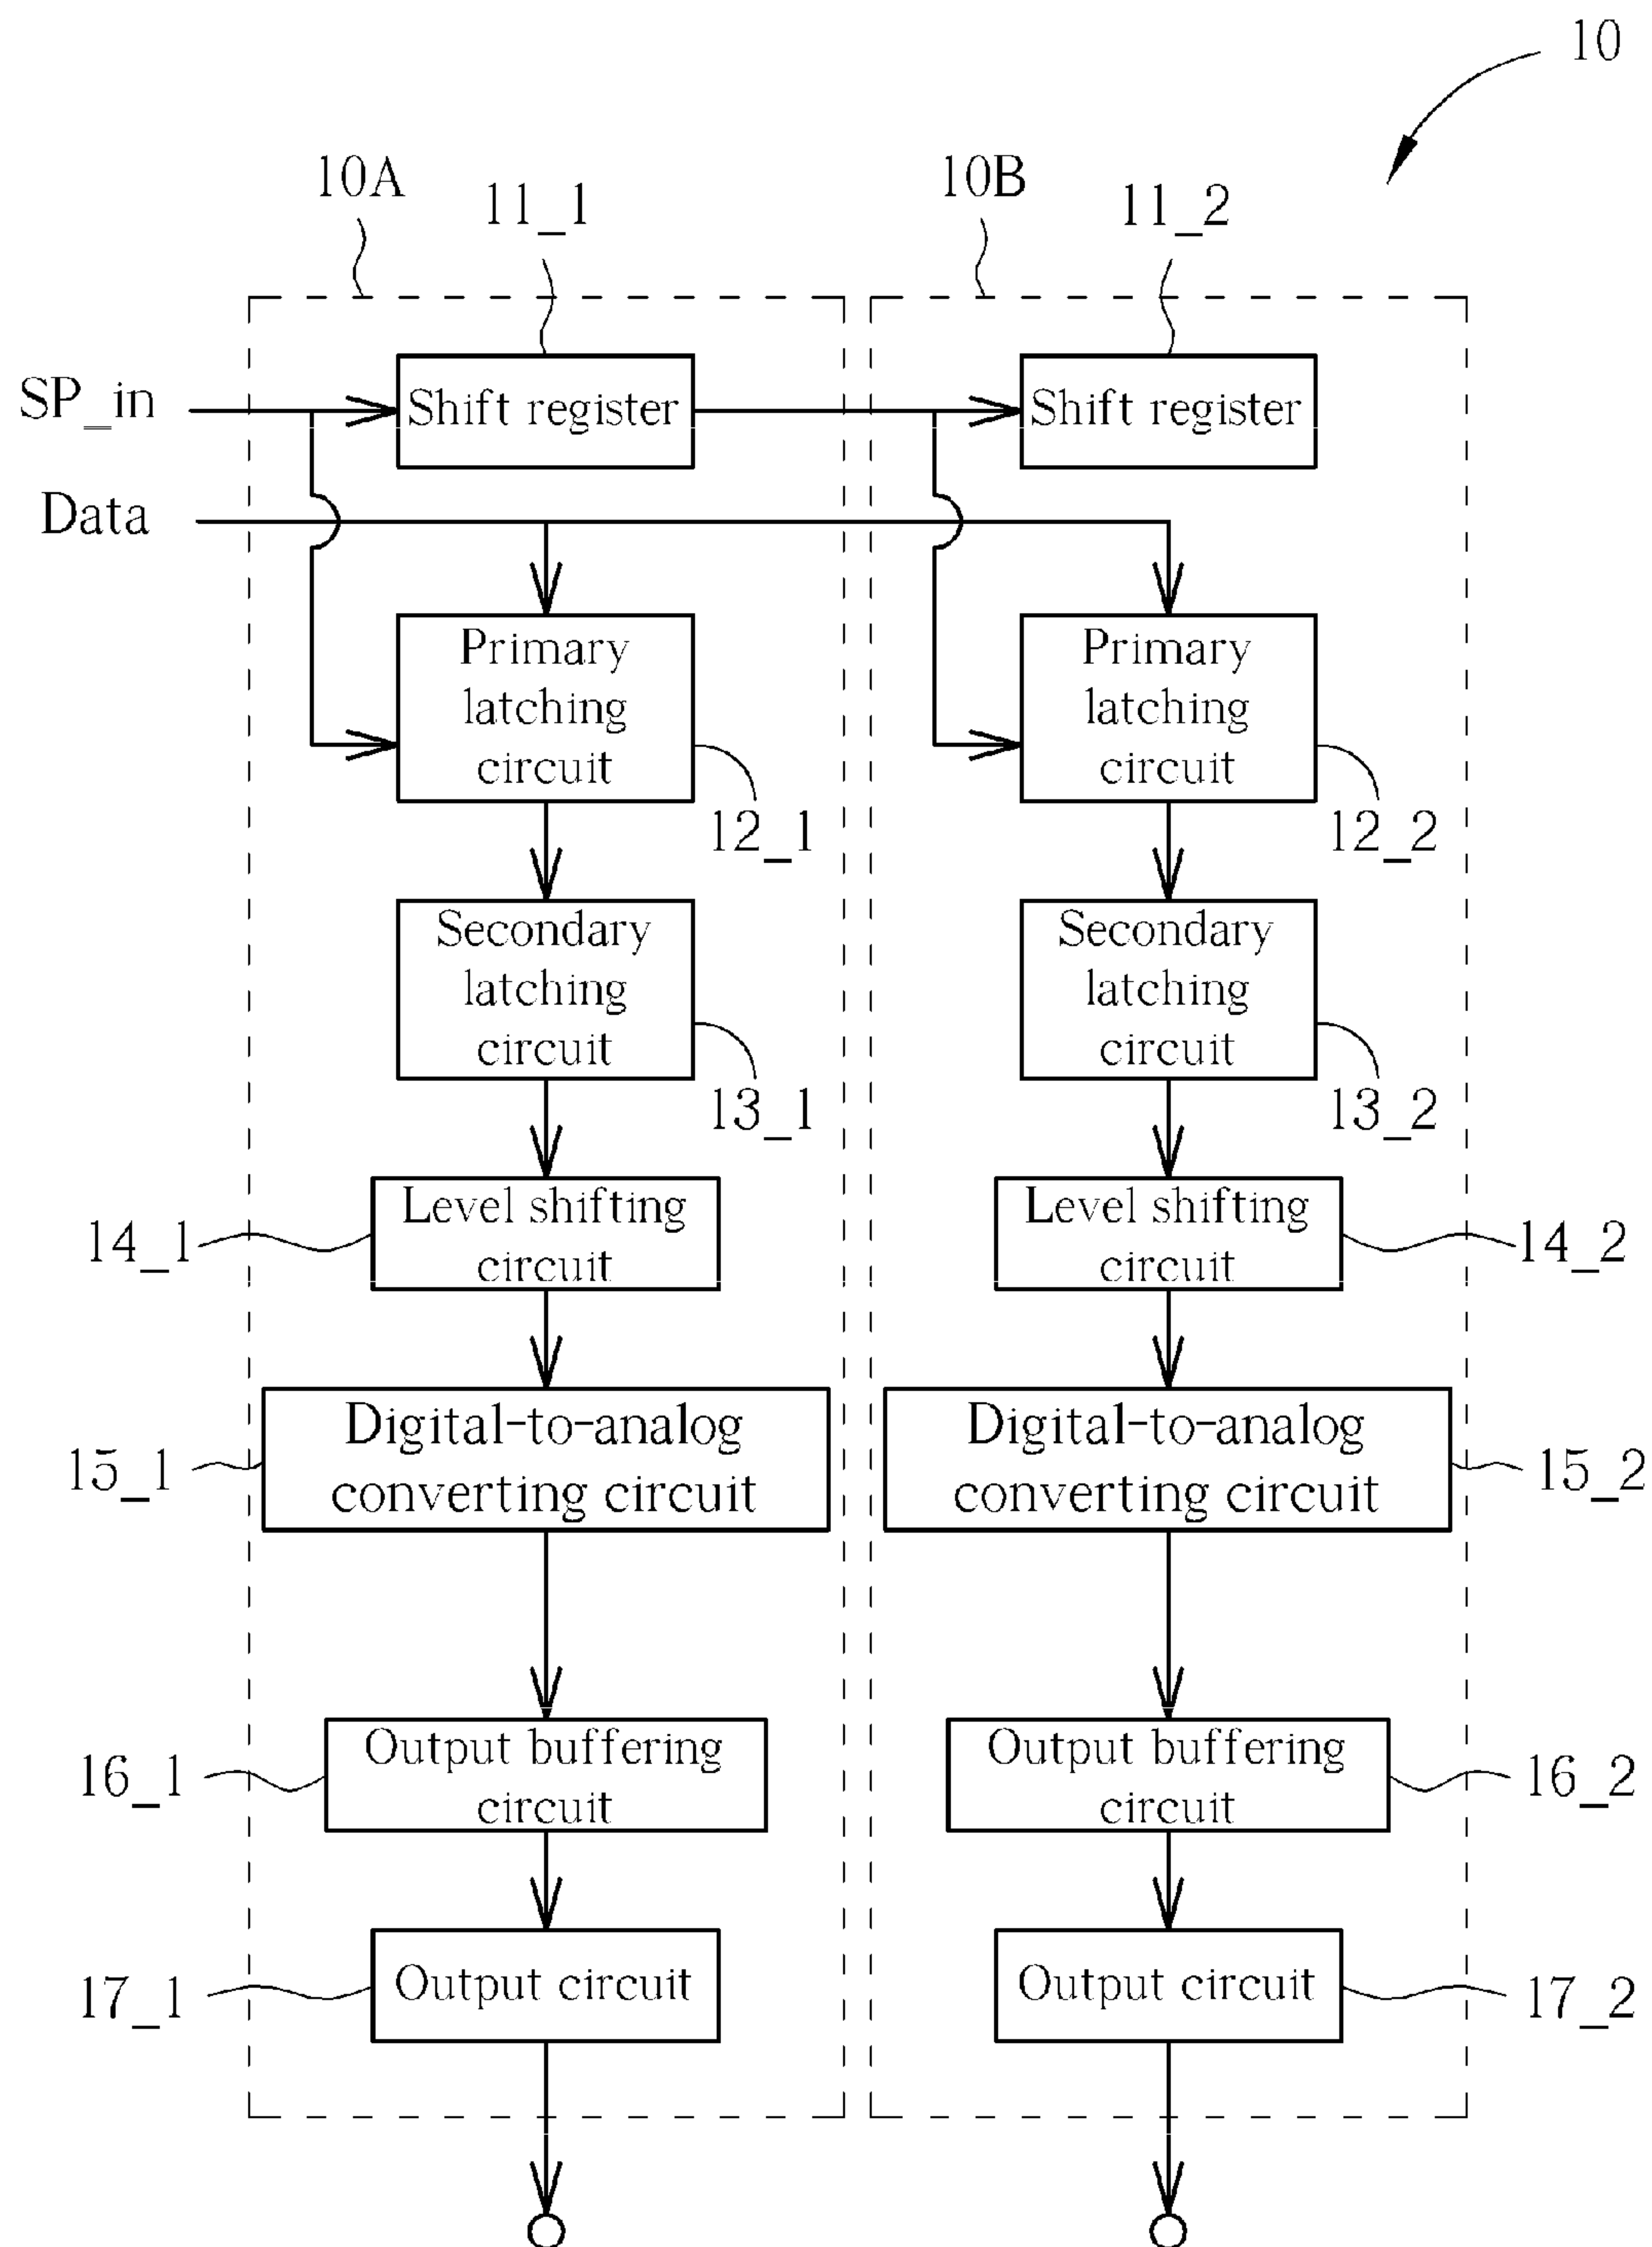 10
10A
11_1
10B
11_2
SP_in
Shift register
Shift register
Data
Primary
latching
circuit
12_1
Primary
latching
circuit
12_2
Secondary
latching
circuit
13_1
Secondary
latching
circuit
13_2
14_1
Level shifting
circuit
Level shifting
circuit
14_2
15_1
Digital-to-analog
converting circuit
Digital-to-analog
converting circuit
15_2
16_1
Output buffering
circuit
Output buffering
circuit
16_2
17_1
Output circuit
Output circuit
17_2